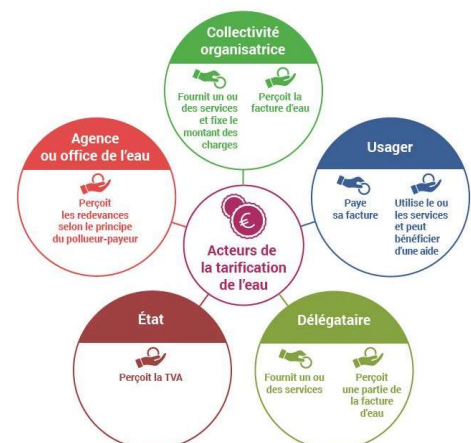 Collectivité
organisatrice
Fournit un ou
des services
et fixe le
montant des
charges
Perçoit la
facture d'eau
Agence
ou office de l'eau
Perçoit
les redevances
selon le principe
du pollueur-payeur
Usager
Paye
sa facture
Utilise le ou
les services
et peut
bénéficier
d'une aide
€
Acteurs de
la tarification
de l'eau
État
Perçoit la TVA
Délégataire
Fournit un ou
des services
Perçoit
une partie de
la facture
d'eau